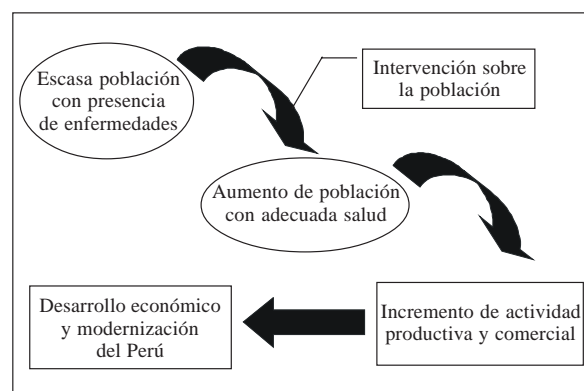 Escasa población
con presencia
de enfermedades
Intervención sobre
la población
Aumento de población
con adecuada salud
Incremento de actividad
productiva y comercial
Desarrollo económico
y modernización
del Perú